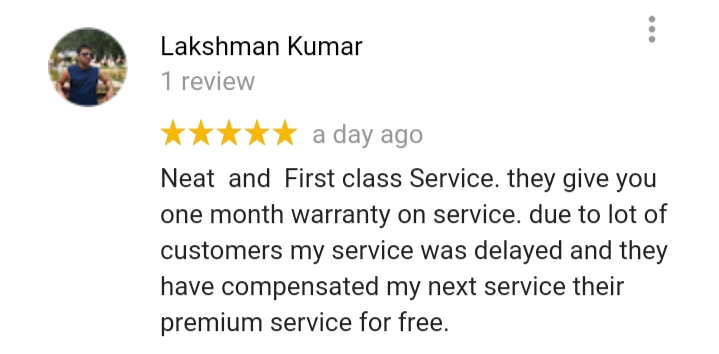 Lakshman Kumar
1 review
a day ago
Neat  and  First class Service. they give you
one month warranty on service. due to lot of
customers my service was delayed and they
have compensated my next service their
premium service for free.